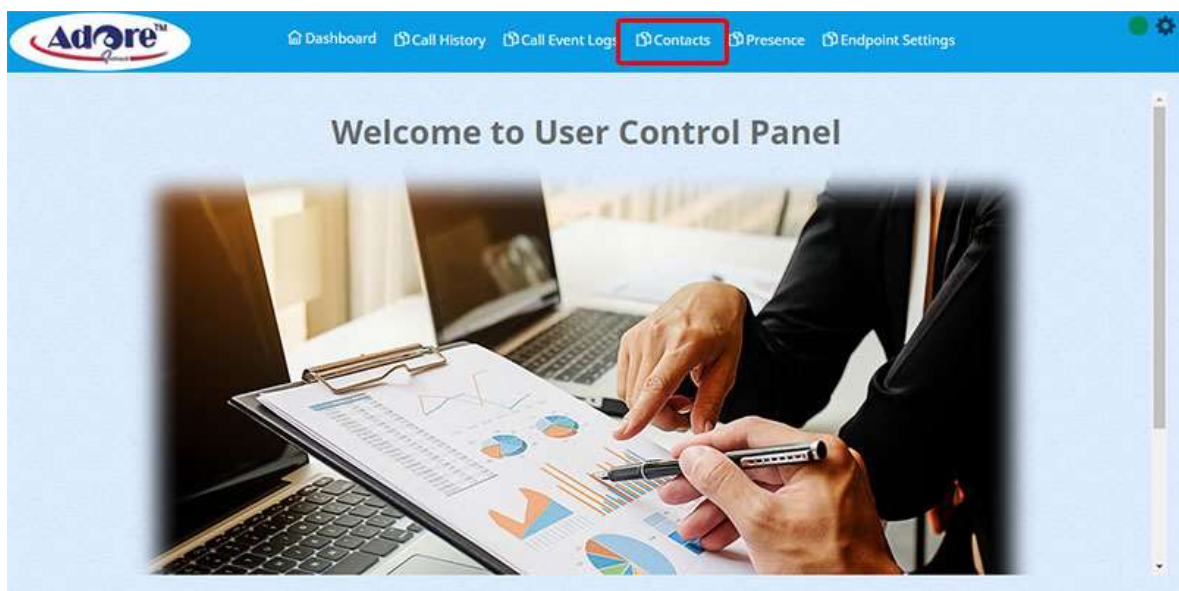 Adore™
Dashboard Call History Call Event Logs Contacts Presence Endpoint Settings
Welcome to User Control Panel